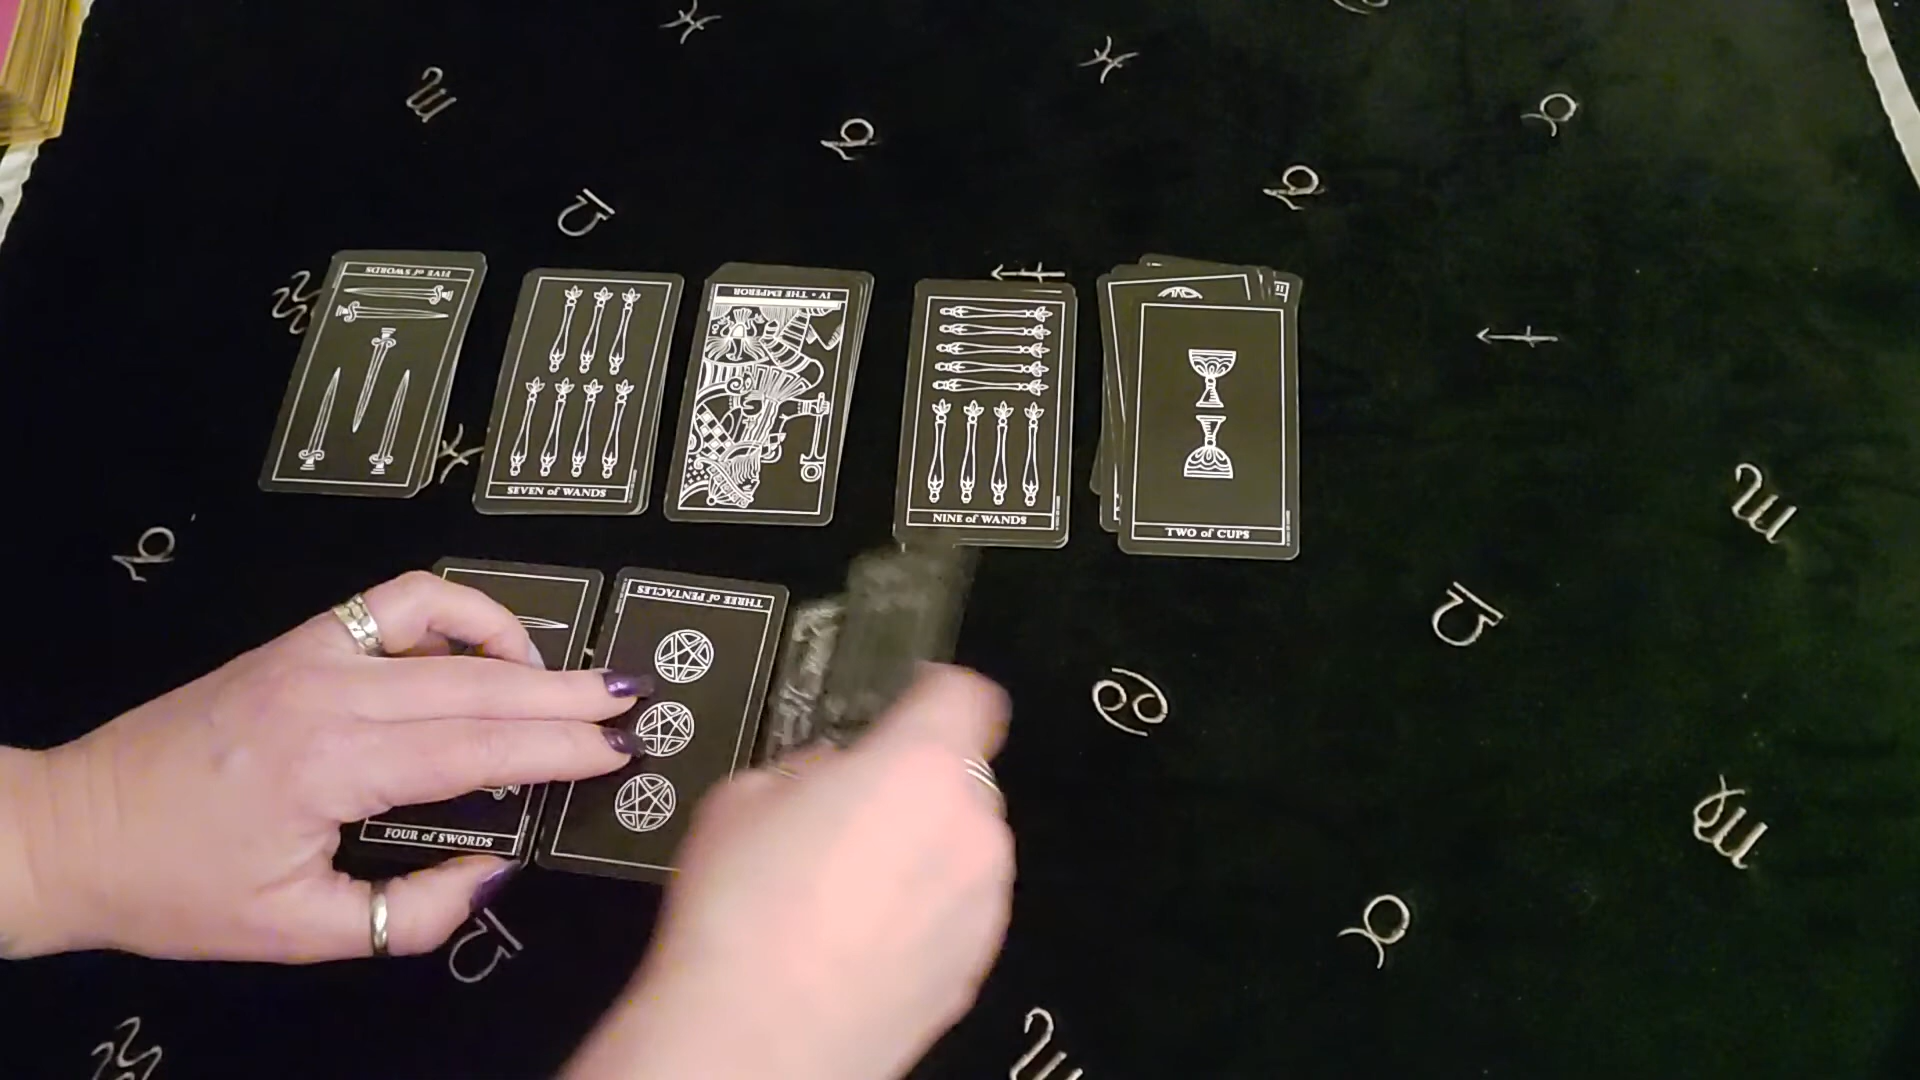 FIVE of SWORDS
SEVEN of WANDS
IV • THE EMPEROR
NINE of WANDS
II
TWO of CUPS
FOUR of SWORDS
THREE of PENTACLES